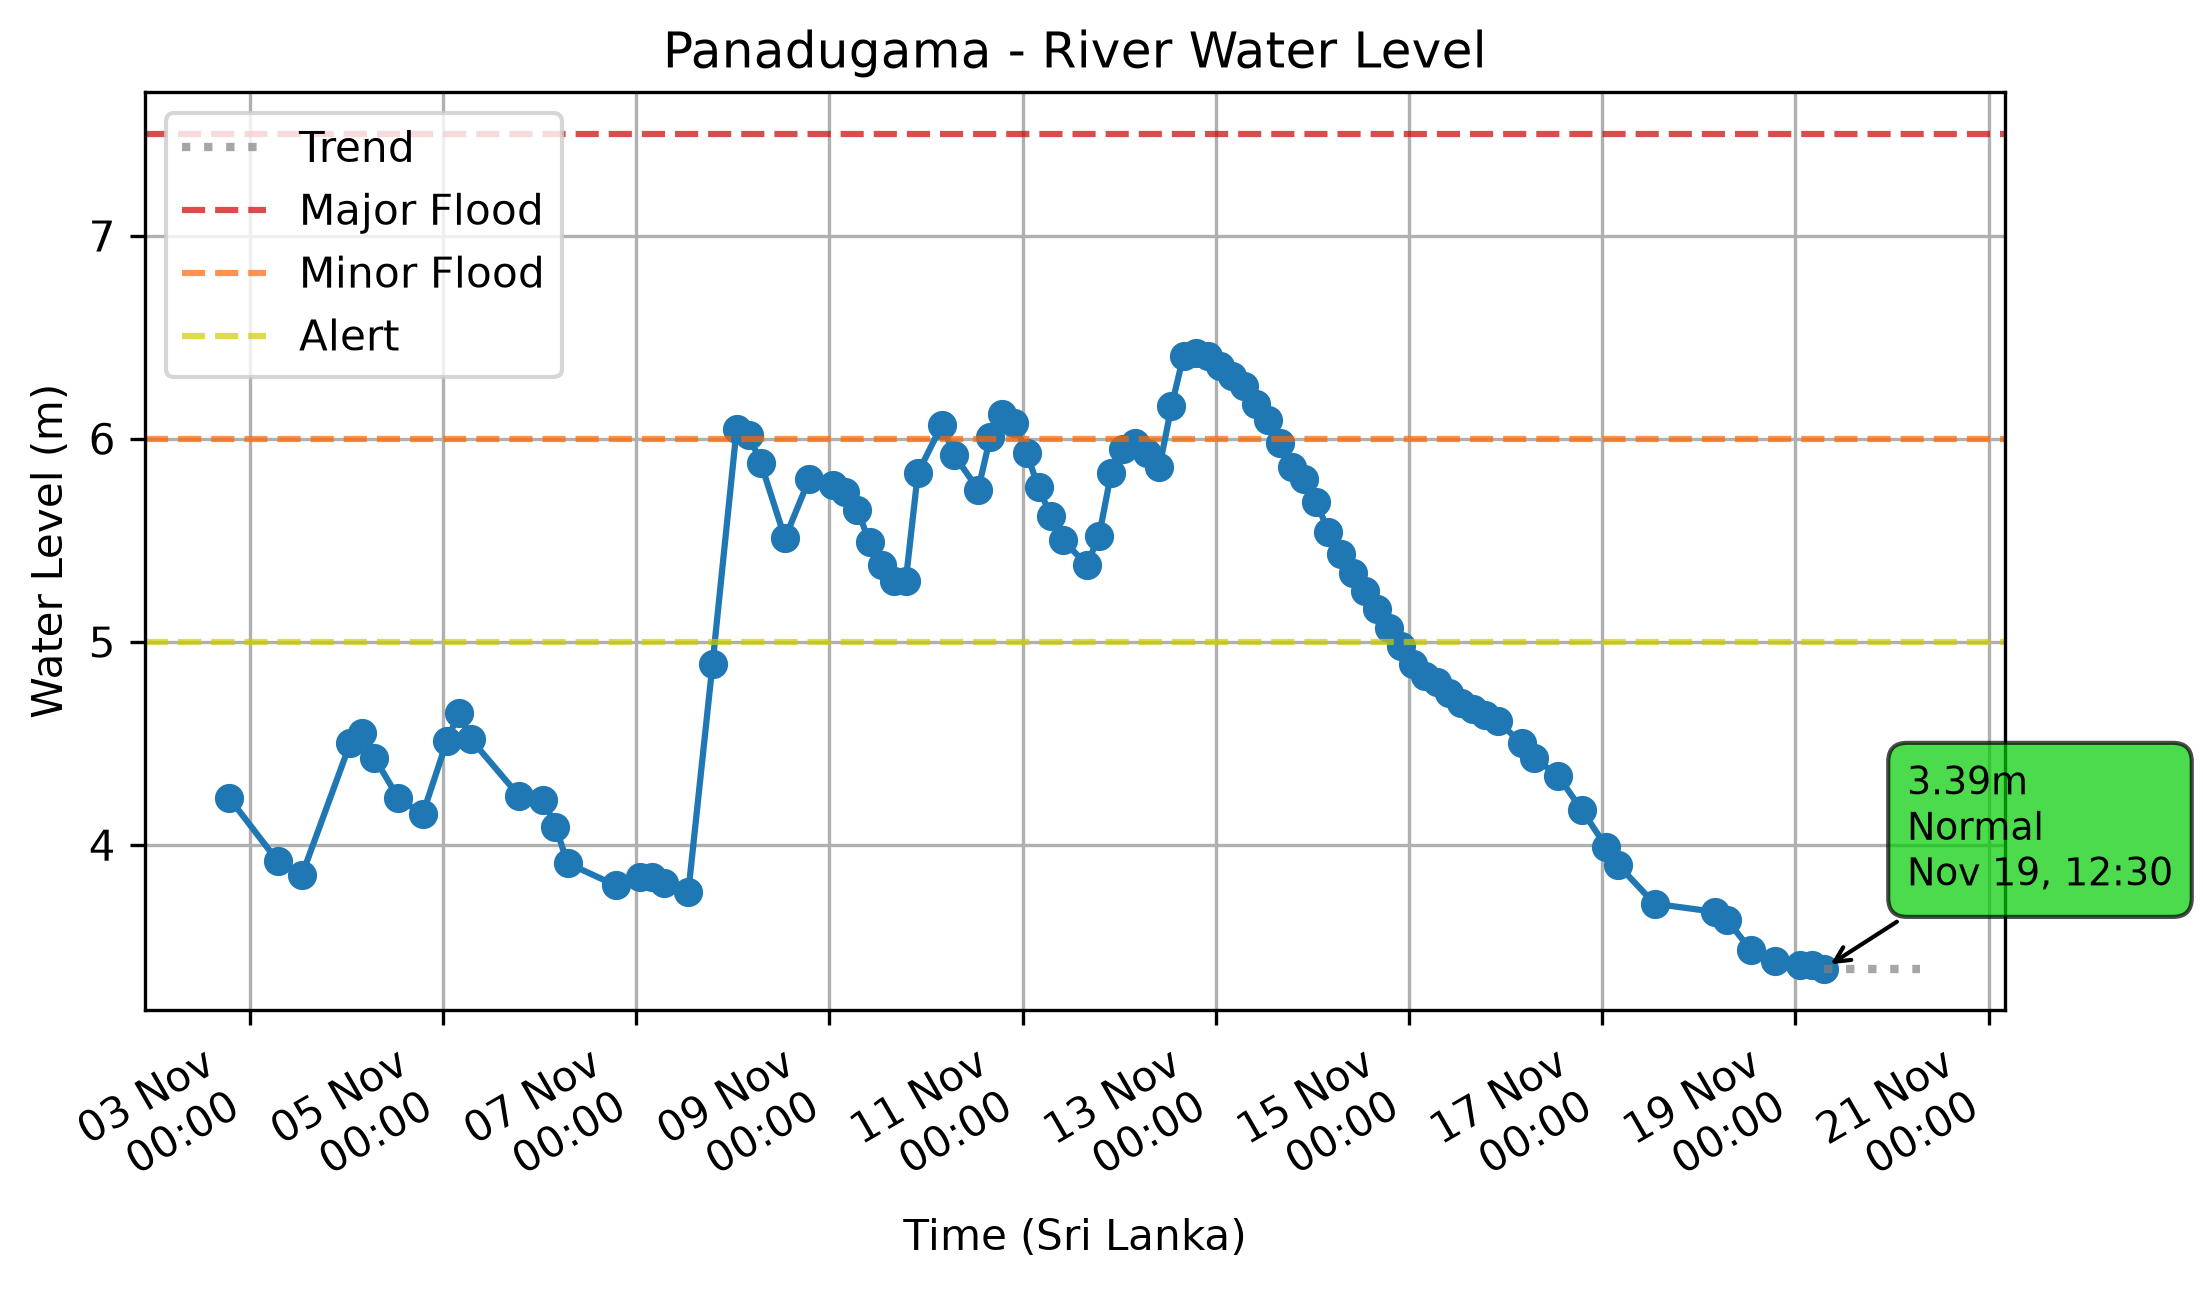 Panadugama - River Water Level
Trend
Major Flood
Minor Flood
Alert
7
6
5
4
Water Level (m)
3.39m
Normal
Nov 19, 12:30
03 Nov
00:00
05 Nov
00:00
07 Nov
00:00
09 Nov
00:00
11 Nov
00:00
13 Nov
00:00
15 Nov
00:00
17 Nov
00:00
19 Nov
00:00
21 Nov
00:00
Time (Sri Lanka)